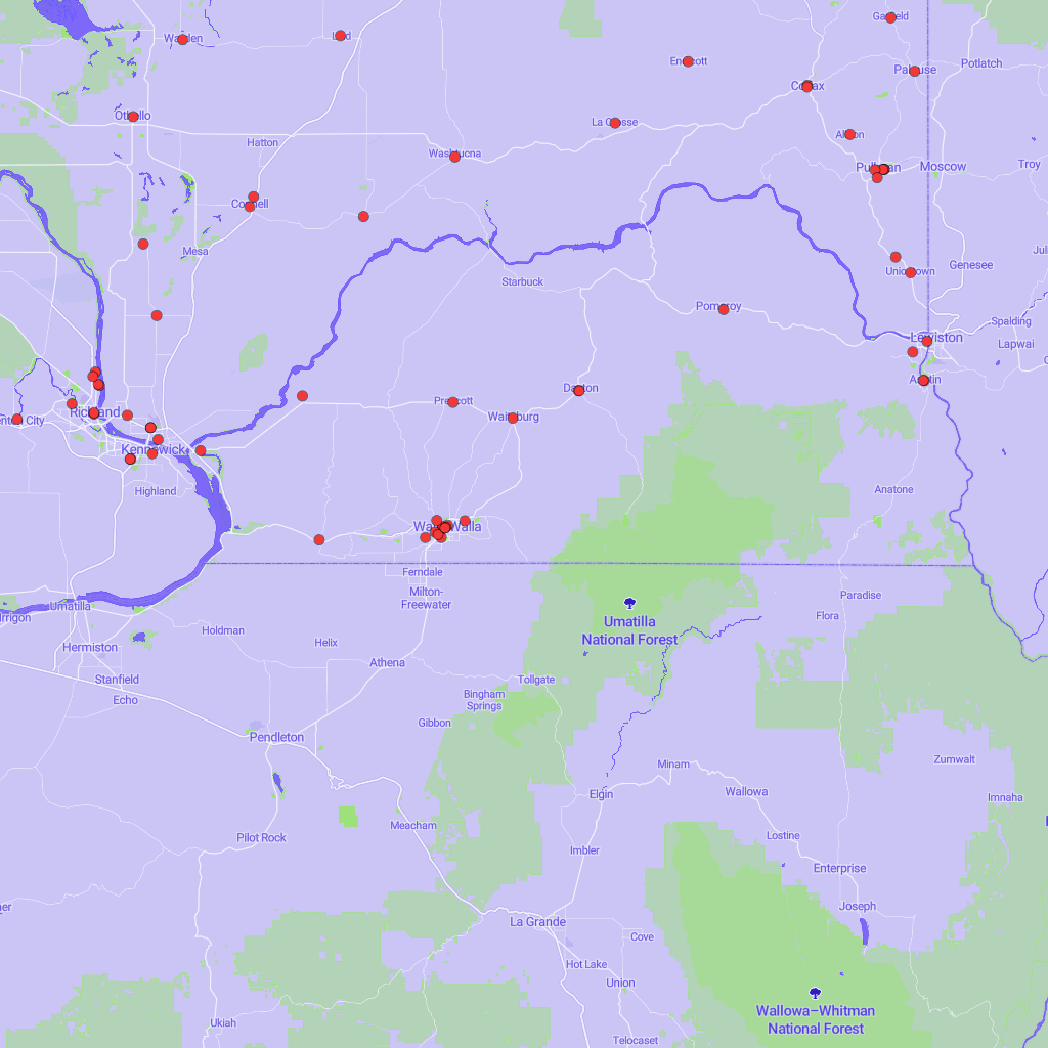 Garfield
Warden
Lind
Endicott
Palouse
Potlatch
Colfax
Othello
La Crosse
Albion
Hatton
Washtucna
Pullman
Moscow
Troy
Connell
Mesa
Starbuck
Uniontown
Genesee
Pomeroy
Spalding
Lewiston
Lapwai
Asotin
Dayton
Prescott
Waitsburg
Richland
Kennewick
Highland
Anatone
Walla Walla
Ferndale
Milton-
Freewater
Umatilla
Irrigon
Paradise
Flora
Umatilla
National Forest
Holdman
Helix
Hermiston
Athena
Stanfield
Echo
Tollgate
Bingham
Springs
Gibbon
Pendleton
Minam
Zumwalt
Elgin
Wallowa
Imnaha
Meacham
Pilot Rock
Lostine
Imbler
Enterprise
Joseph
La Grande
Cove
Hot Lake
Union
Wallowa–Whitman
National Forest
Ukiah
Telocaset